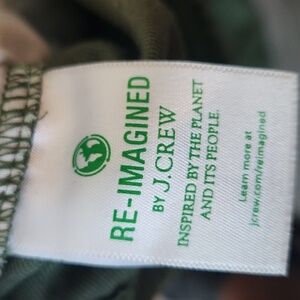 RE-IMAGINED
BY J.CREW
INSPIRED BY THE PLANET
AND ITS PEOPLE.
Learn more at
jcrew.com/reimagined